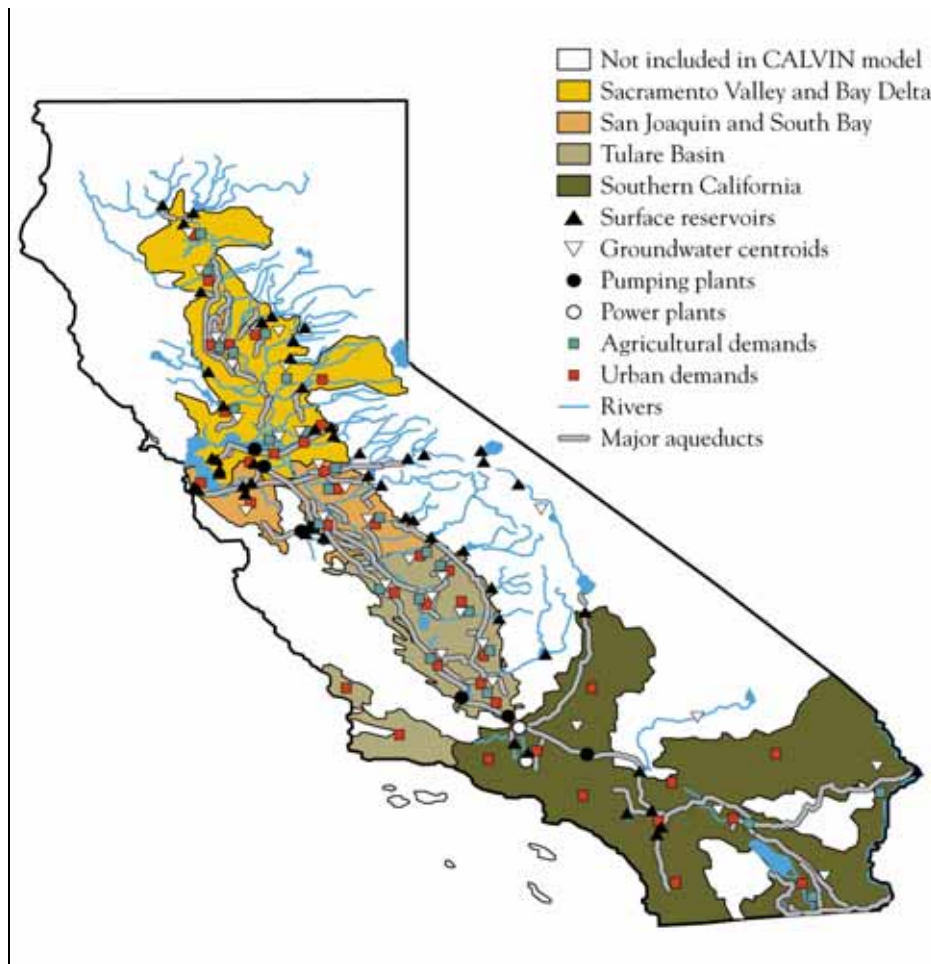 Not included in CALVIN model
Sacramento Valley and Bay Delta
San Joaquin and South Bay
Tulare Basin
Southern California
Surface reservoirs
Groundwater centroids
Pumping plants
Power plants
Agricultural demands
Urban demands
Rivers
Major aqueducts